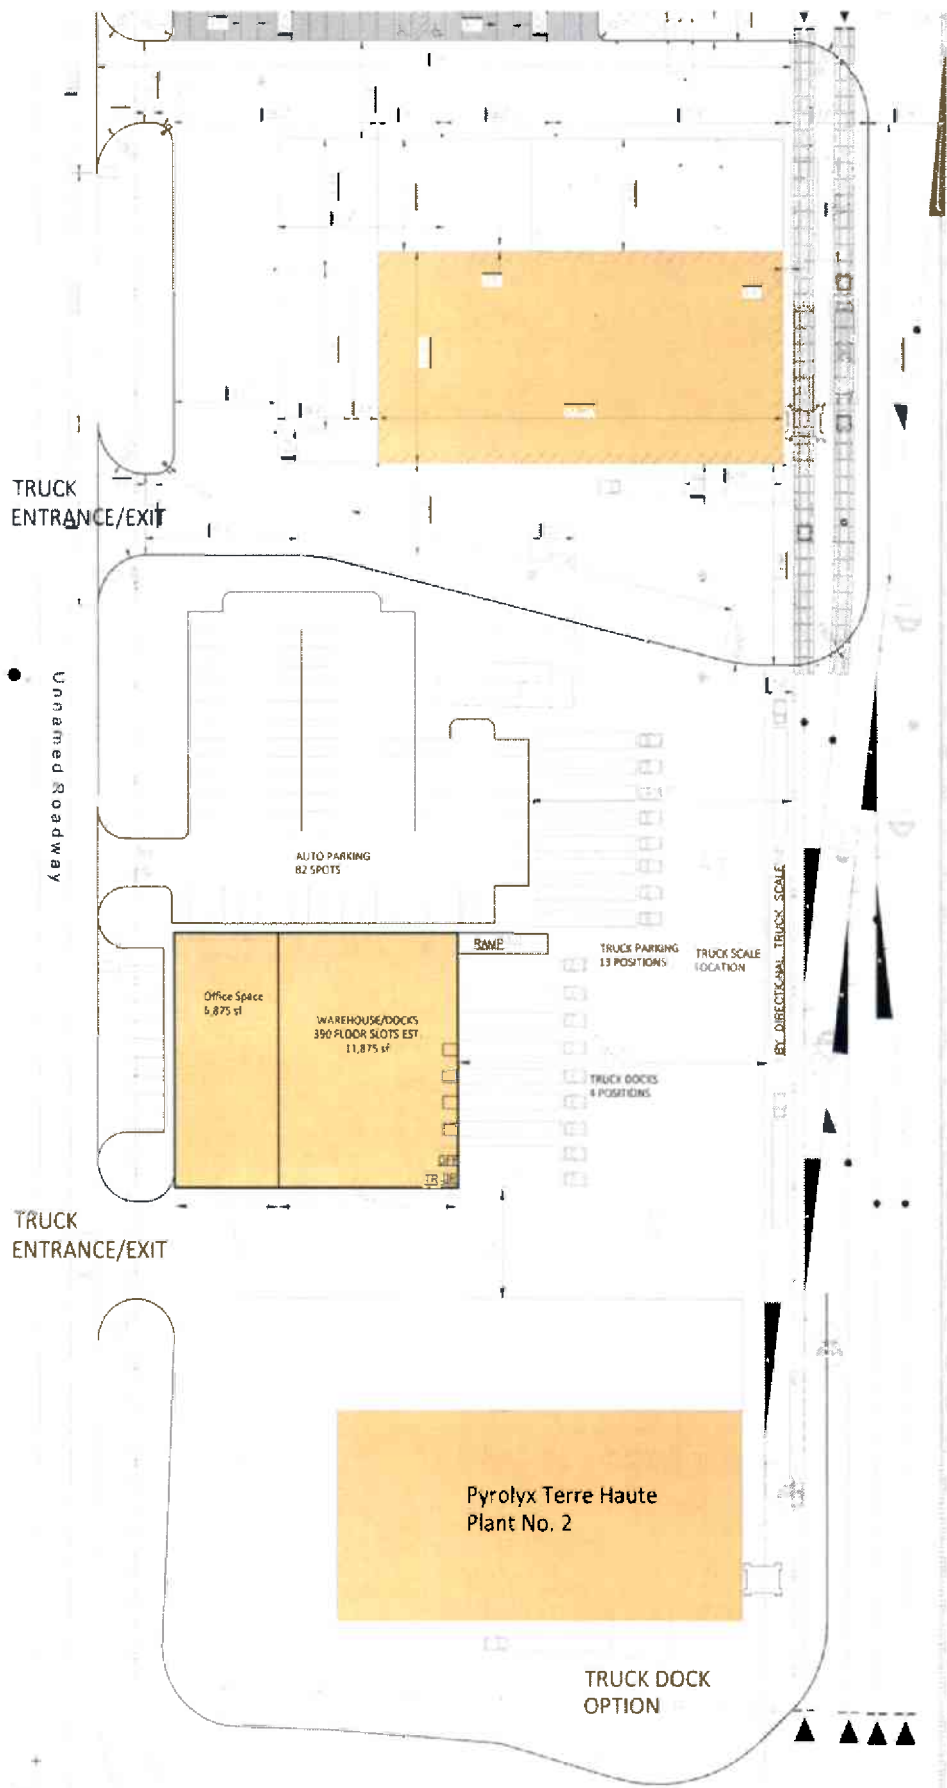 TRUCK
ENTRANCE/EXIT
Unnamed Roadway
AUTO PARKING
82 SPOTS
RAMP
TRUCK PARKING
13 POSITIONS
TRUCK SCALE
LOCATION
BY DIRECTIONAL TRUCK SCALE
Office Space
6,875 sf
WAREHOUSE/DOCKS
390 FLOOR SLOTS EST.
11,875 sf
TRUCK DOCKS
4 POSITIONS
TRUCK
ENTRANCE/EXIT
Pyrolyx Terre Haute
Plant No. 2
TRUCK DOCK
OPTION